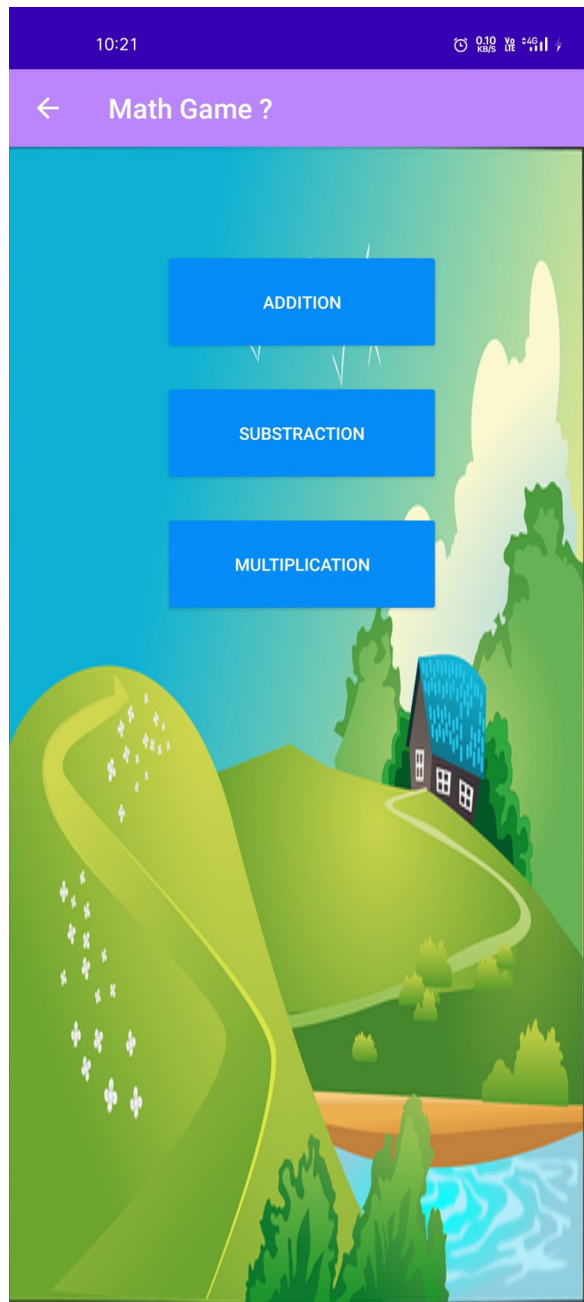 10:21
0.10 KB/S Vo LTE 4G
Math Game ?
ADDITION
SUBSTRACTION
MULTIPLICATION